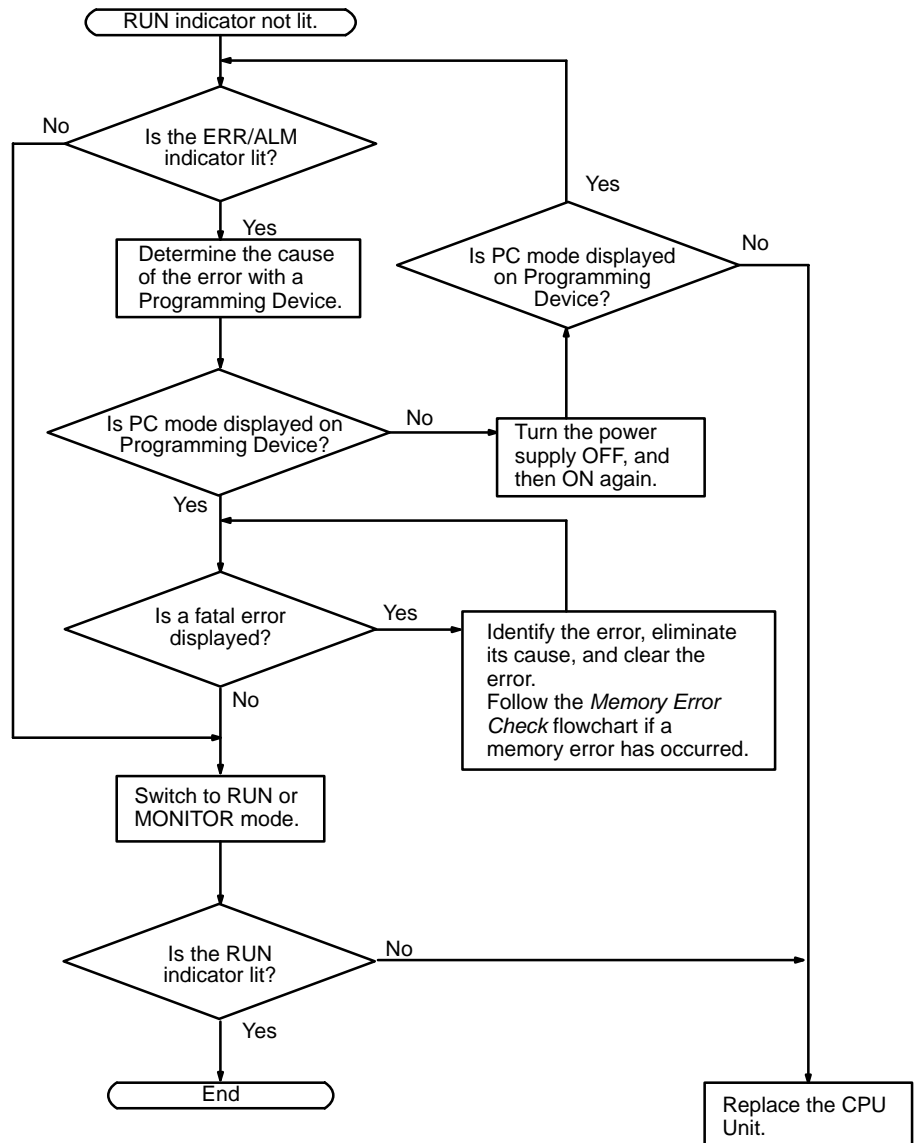 RUN indicator not lit.
No
Is the ERR/ALM
indicator lit?
Yes
Yes
Determine the cause
of the error with a
Programming Device.
Is PC mode displayed
on Programming
Device?
No
Is PC mode displayed on
Programming Device?
No
Turn the power
supply OFF, and
then ON again.
Yes
Is a fatal error
displayed?
Yes
Identify the error, eliminate
its cause, and clear the
error.
Follow the Memory Error
Check flowchart if a
memory error has occurred.
No
Switch to RUN or
MONITOR mode.
Is the RUN
indicator lit?
No
Yes
End
Replace the CPU
Unit.